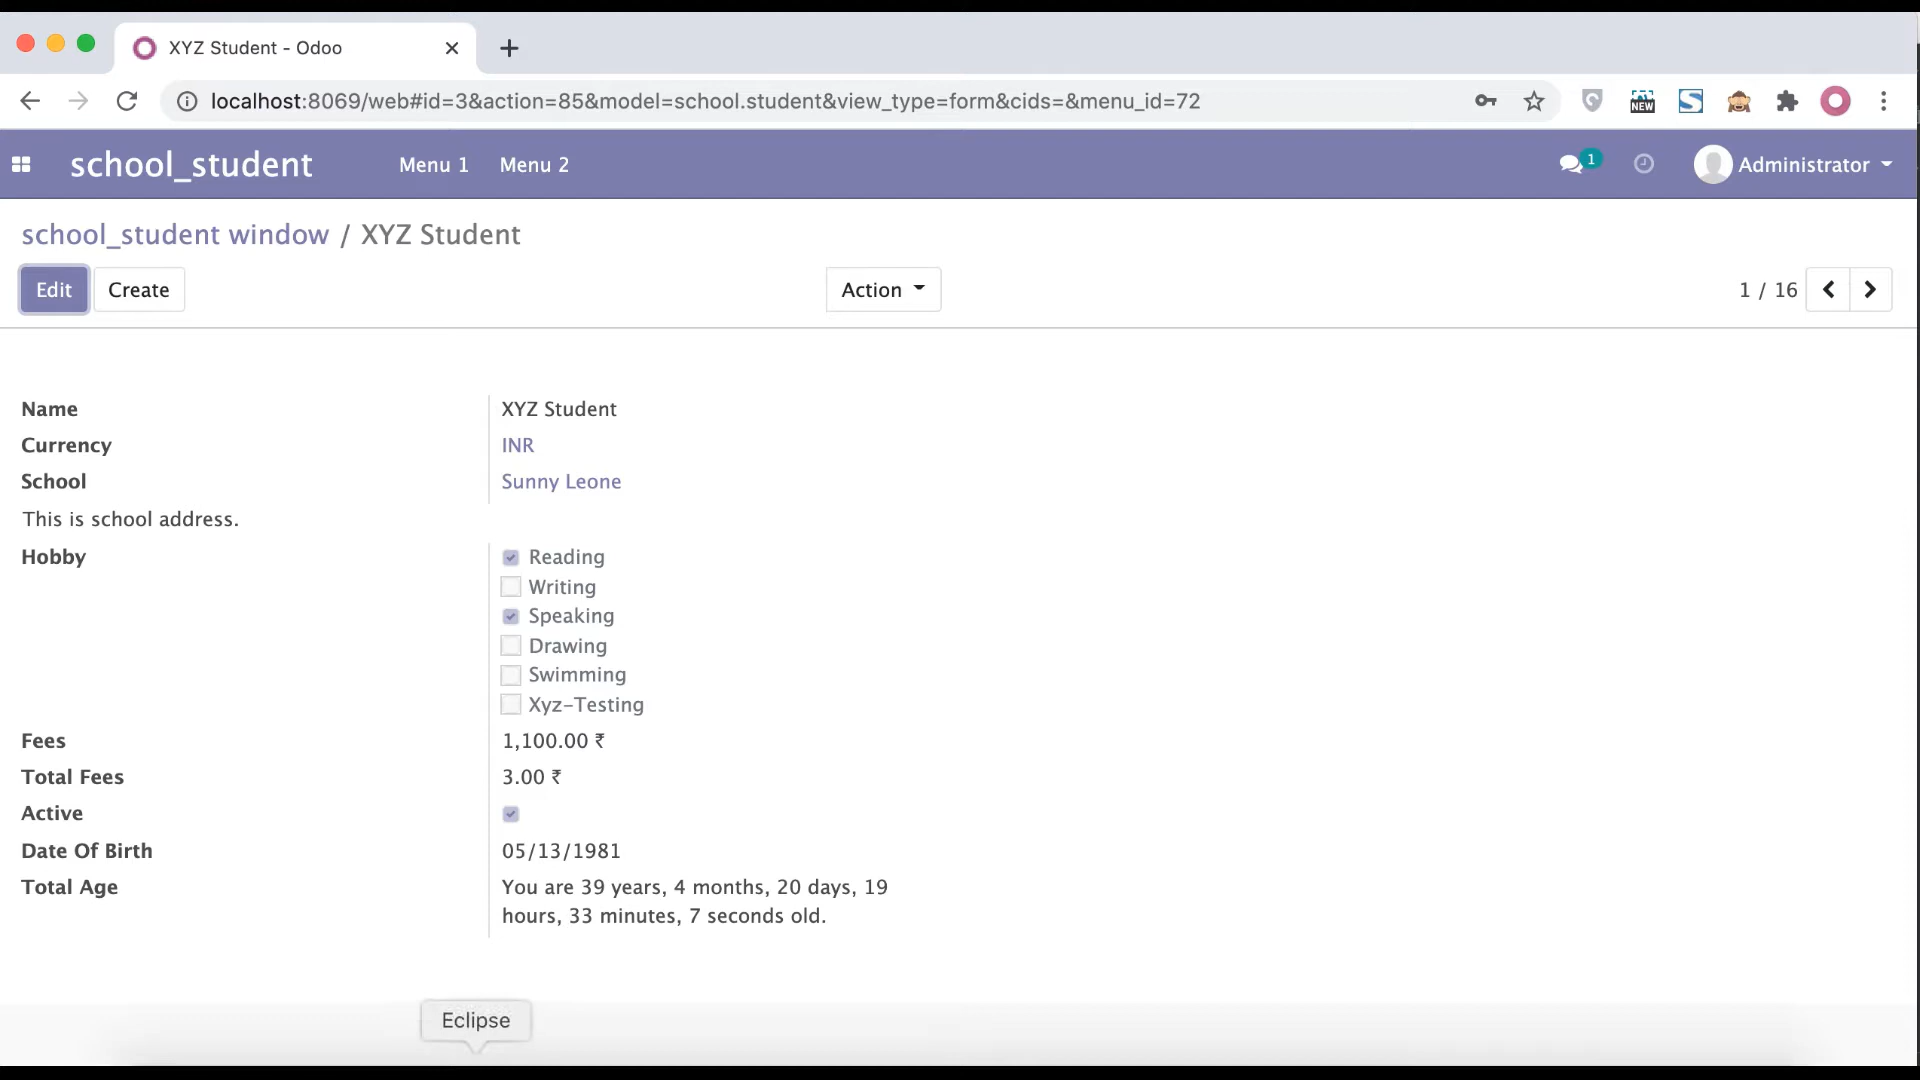 XYZ Student - Odoo
localhost:8069/web#id=3&action=85&model=school.student&view_type=form&cids=&menu_id=72
NEW
school_student Menu 1 Menu 2 1 Administrator
school_student window / XYZ Student
Edit Create Action 1 / 16
Name XYZ Student
Currency INR
School Sunny Leone
This is school address.
Hobby Reading
Writing
Speaking
Drawing
Swimming
Xyz-Testing
Fees 1,100.00 ₹
Total Fees 3.00 ₹
Active
Date Of Birth 05/13/1981
Total Age You are 39 years, 4 months, 20 days, 19
hours, 33 minutes, 7 seconds old.
Eclipse